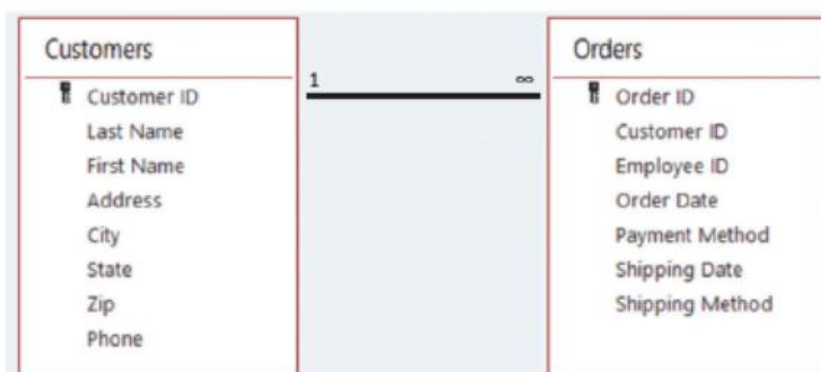 Customers
Customer ID
Last Name
First Name
Address
City
State
Zip
Phone
1 ∞
Orders
Order ID
Customer ID
Employee ID
Order Date
Payment Method
Shipping Date
Shipping Method